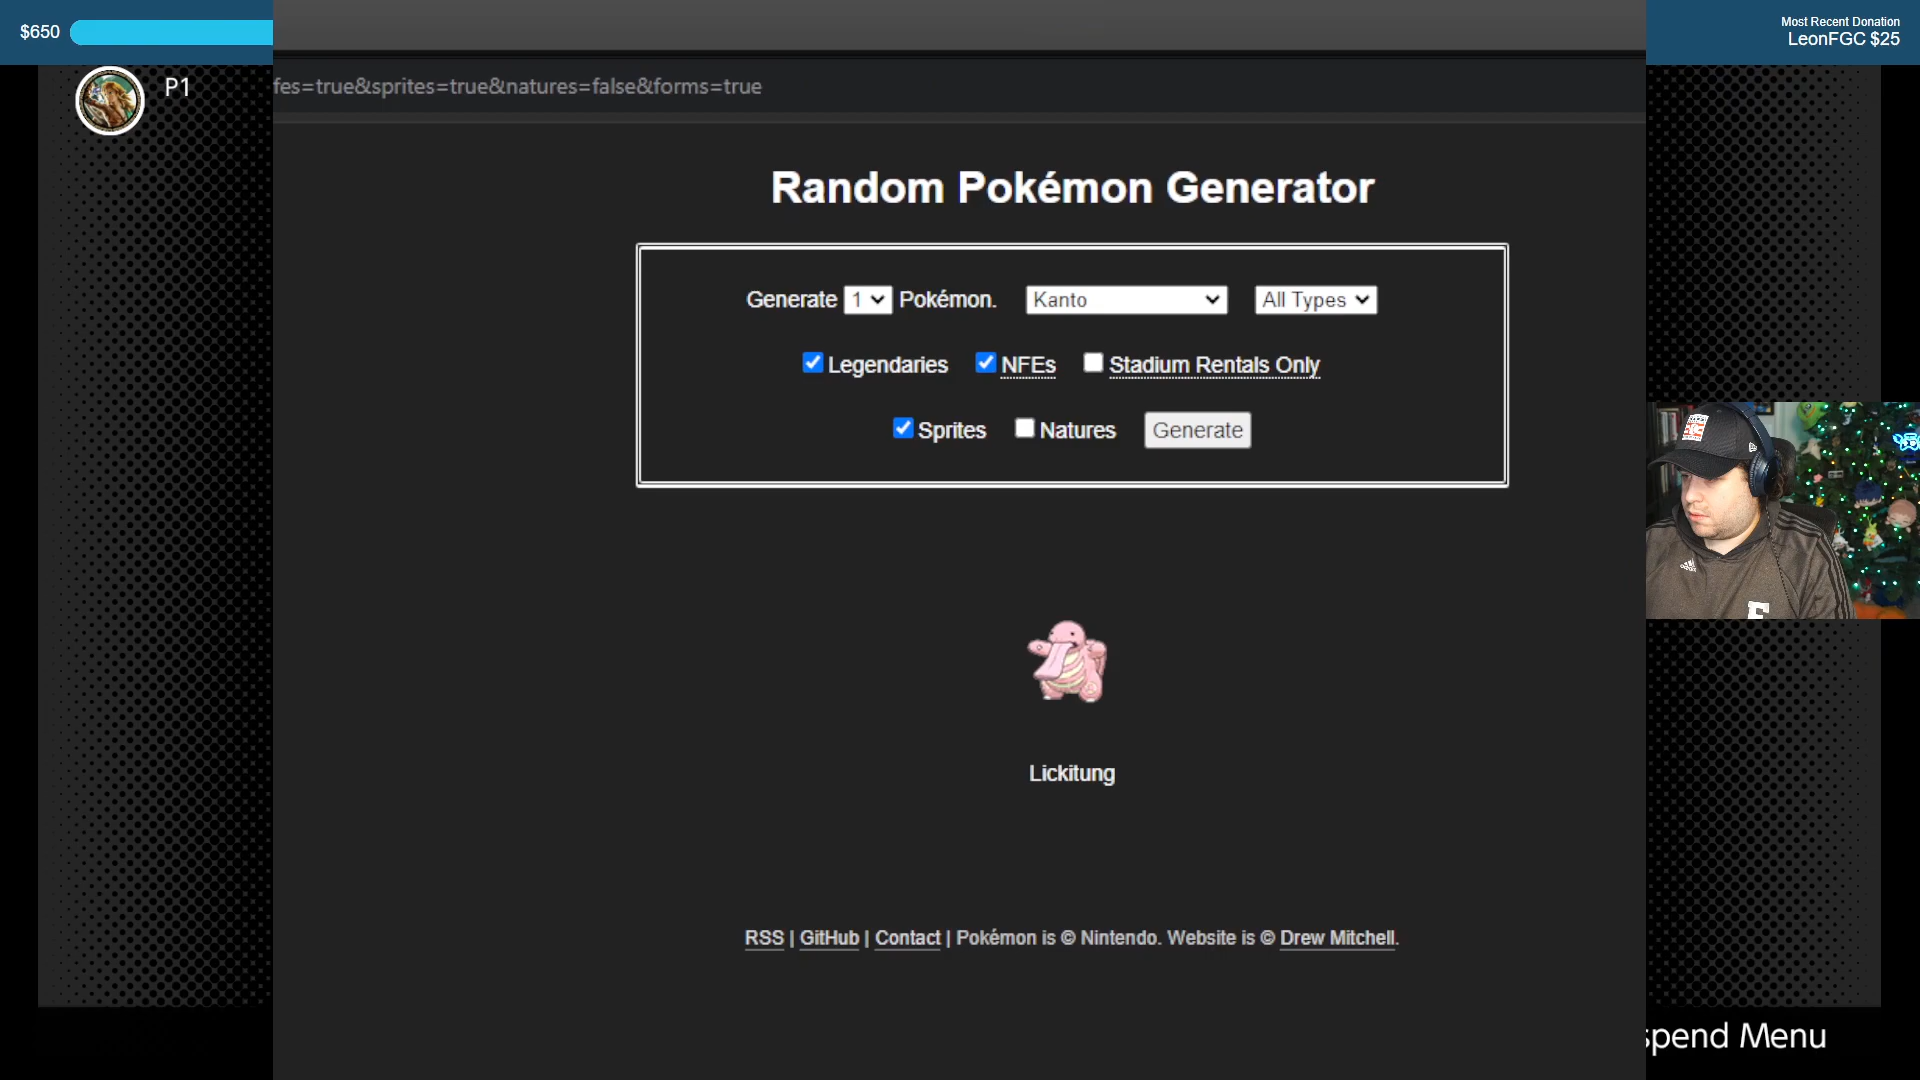 $650
Most Recent Donation
LeonFGC $25
P1
fes=true&sprites=true&natures=false&forms=true
Random Pokémon Generator
Generate 1 Pokémon. Kanto All Types
Legendaries NFEs Stadium Rentals Only
Sprites Natures Generate
Lickitung
RSS | GitHub | Contact | Pokémon is © Nintendo. Website is © Drew Mitchell.
spend Menu